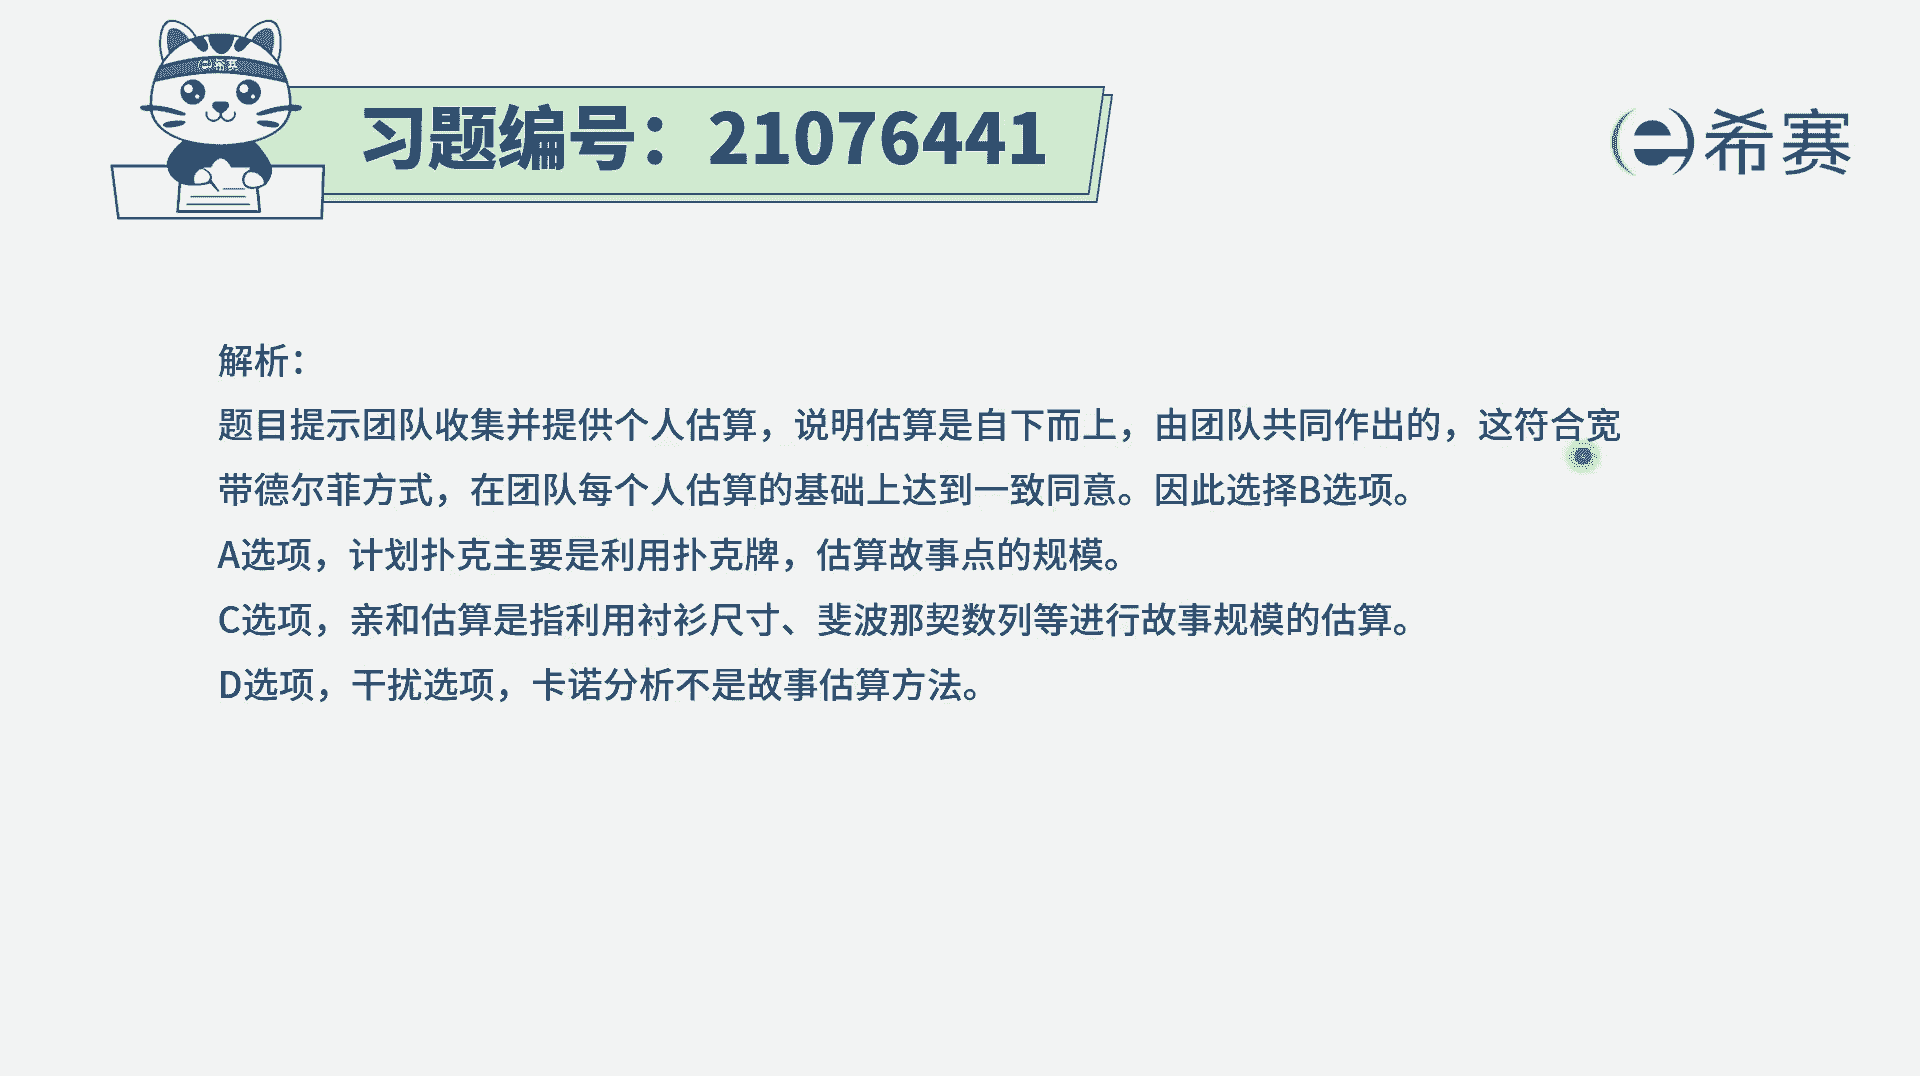 希赛
习题编号：21076441
希赛
解析：
题目提示团队收集并提供个人估算，说明估算是自下而上，由团队共同作出的，这符合宽
带德尔菲方式，在团队每个人估算的基础上达到一致同意。因此选择B选项。
A选项，计划扑克主要是利用扑克牌，估算故事点的规模。
C选项，亲和估算是指利用衬衫尺寸、斐波那契数列等进行故事规模的估算。
D选项，干扰选项，卡诺分析不是故事估算方法。